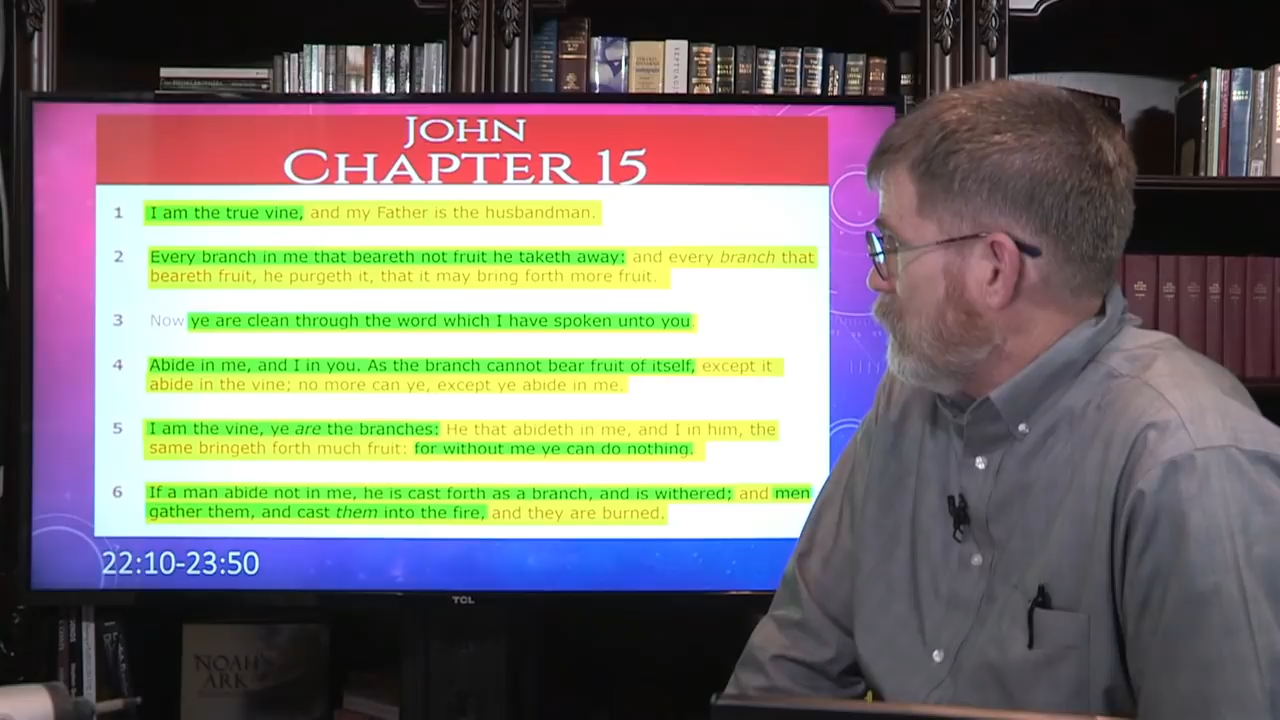 SEPTUAGINT
JOHN
CHAPTER 15
1 I am the true vine, and my Father is the husbandman.
2 Every branch in me that beareth not fruit he taketh away: and every branch that
beareth fruit, he purgeth it, that it may bring forth more fruit.
3 Now ye are clean through the word which I have spoken unto you.
4 Abide in me, and I in you. As the branch cannot bear fruit of itself, except it
abide in the vine; no more can ye, except ye abide in me.
5 I am the vine, ye are the branches: He that abideth in me, and I in him, the
same bringeth forth much fruit: for without me ye can do nothing.
6 If a man abide not in me, he is cast forth as a branch, and is withered; and men
gather them, and cast them into the fire, and they are burned.
22:10-23:50
TCL
NOAH'S
ARK